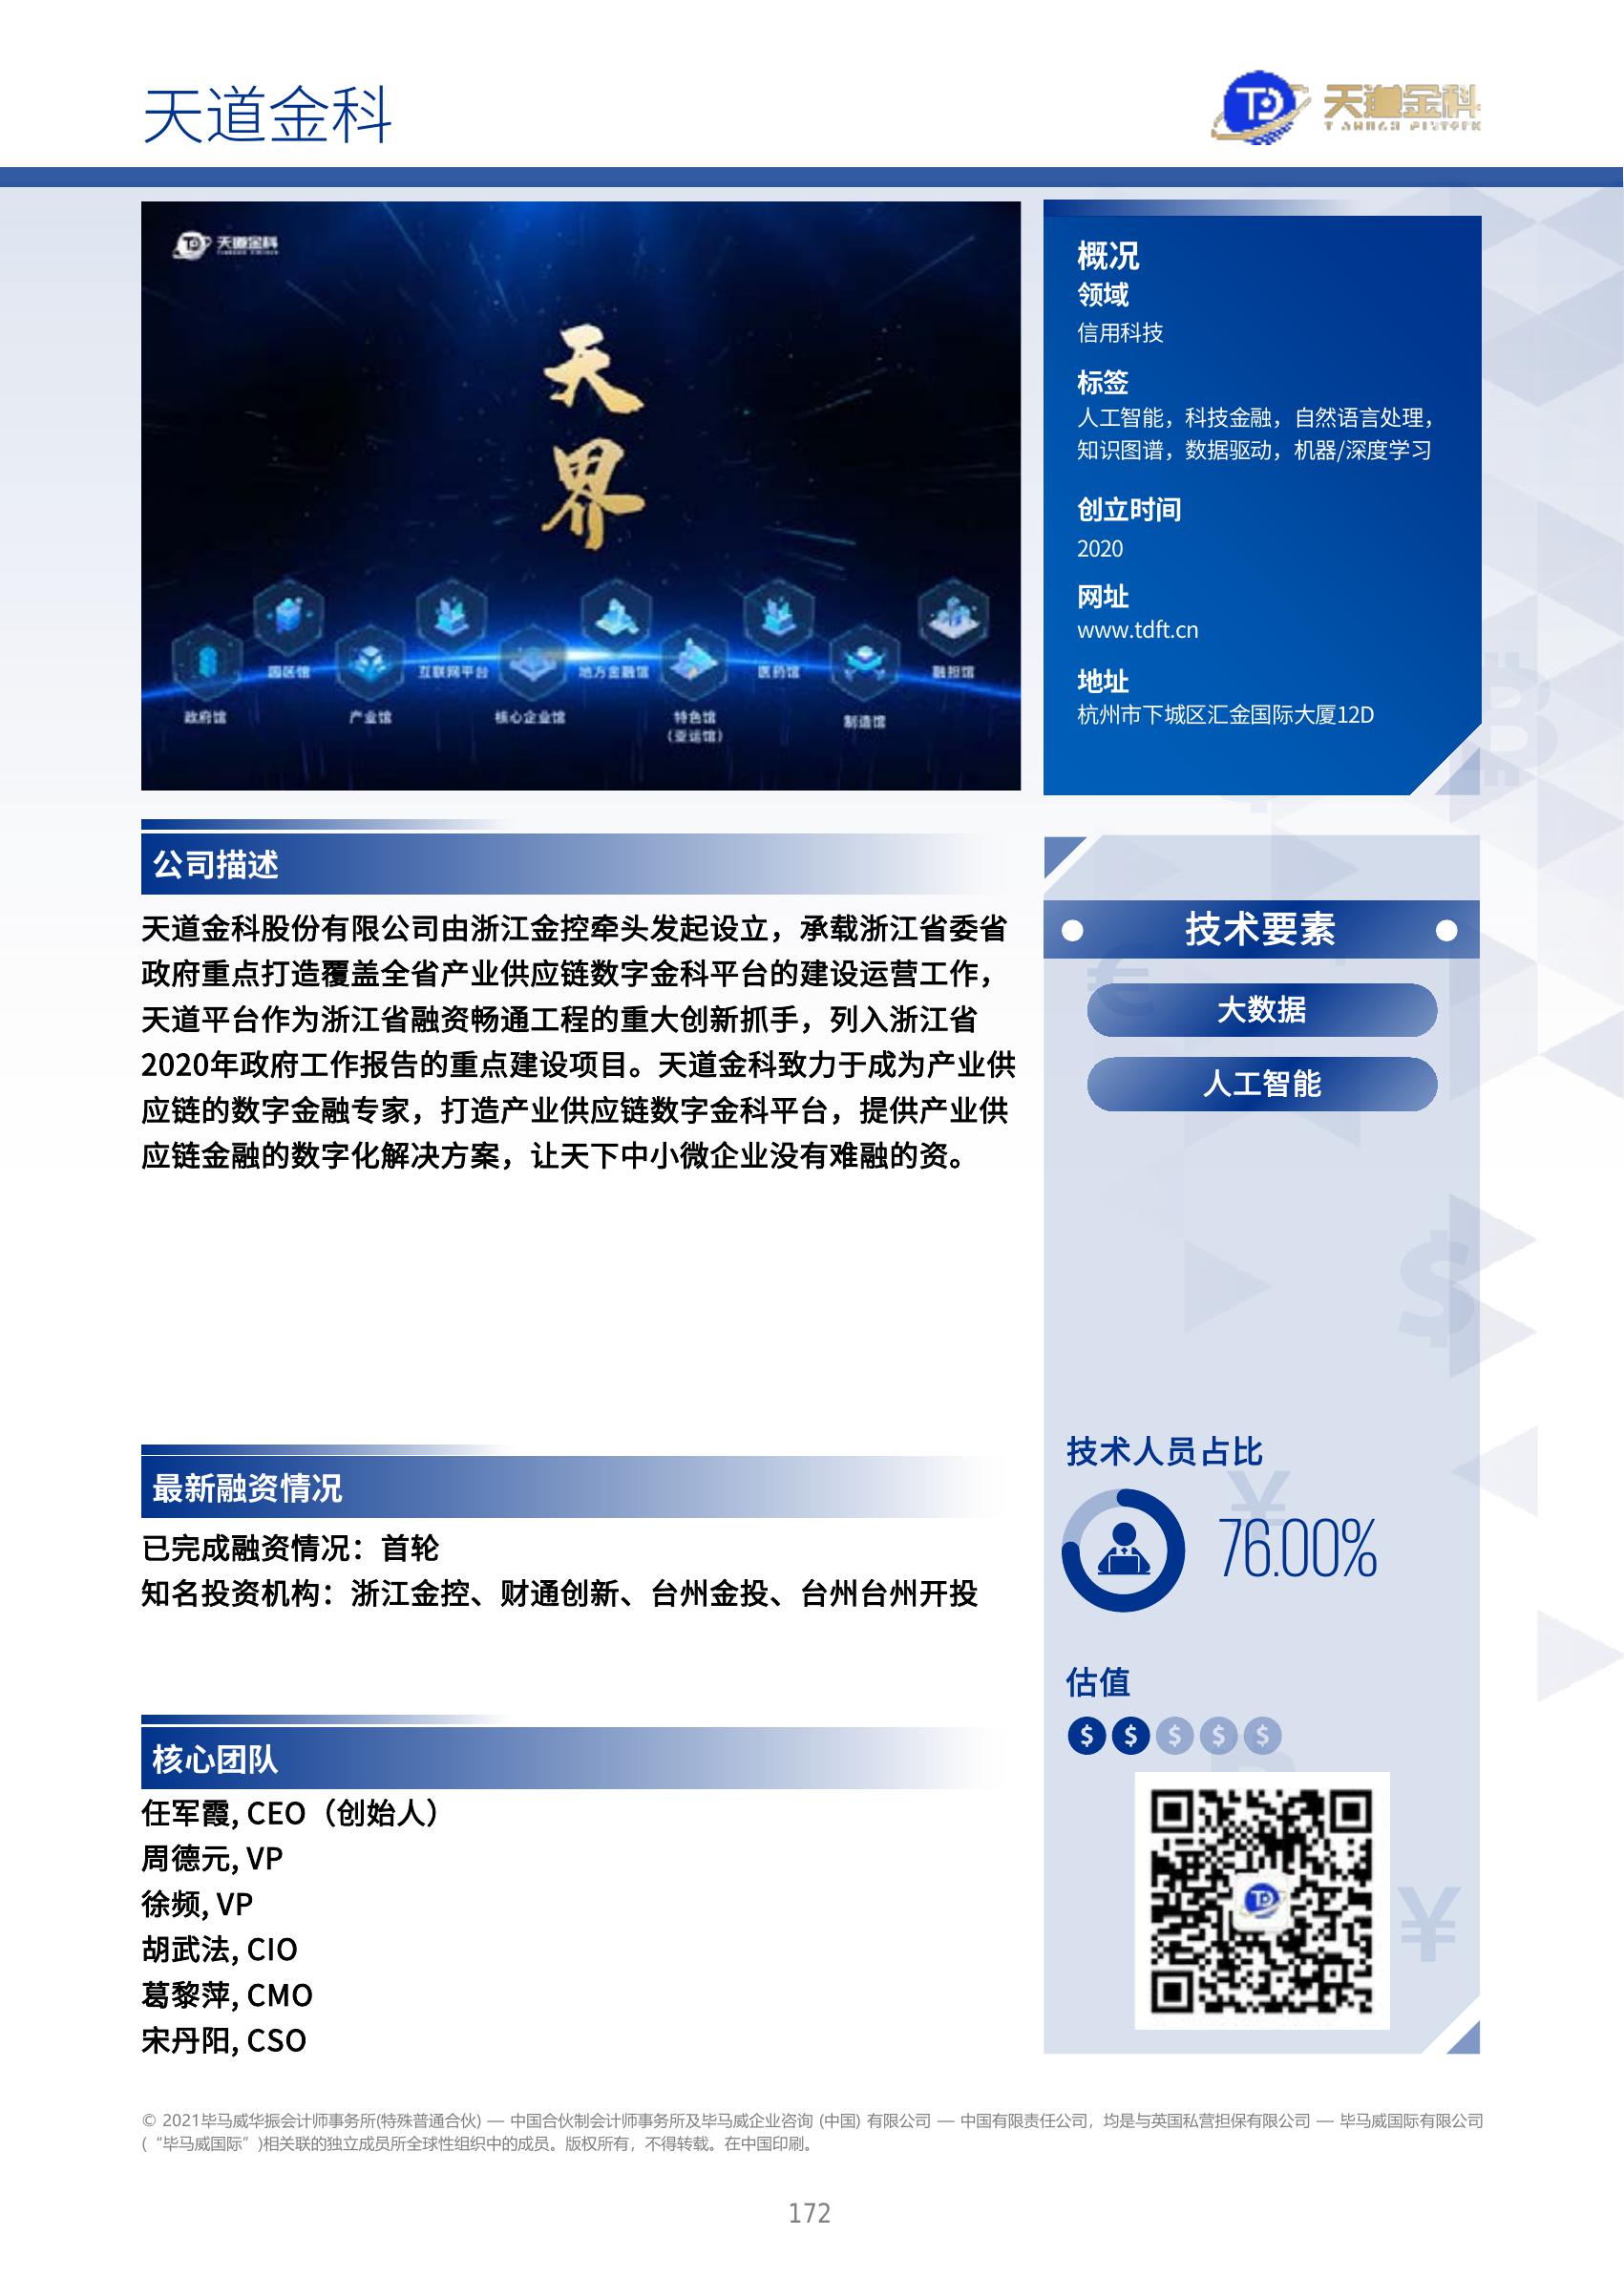 天道金科
天道金科
天道金科
天
界
园区馆
互联网平台
地方金融馆
医药馆
融担馆
政府馆
产业馆
核心企业馆
特色馆
(亚运馆)
制造馆
概况
领域
信用科技
标签
人工智能，科技金融，自然语言处理，
知识图谱，数据驱动，机器/深度学习
创立时间
2020
网址
www.tdft.cn
地址
杭州市下城区汇金国际大厦12D
公司描述
天道金科股份有限公司由浙江金控牵头发起设立，承载浙江省委省
政府重点打造覆盖全省产业供应链数字金科平台的建设运营工作，
天道平台作为浙江省融资畅通工程的重大创新抓手，列入浙江省
2020年政府工作报告的重点建设项目。天道金科致力于成为产业供
应链的数字金融专家，打造产业供应链数字金科平台，提供产业供
应链金融的数字化解决方案，让天下中小微企业没有难融的资。
技术要素
大数据
人工智能
最新融资情况
已完成融资情况：首轮
知名投资机构：浙江金控、财通创新、台州金投、台州台州开投
技术人员占比
76.00%
估值
核心团队
任军霞, CEO（创始人）
周德元, VP
徐频, VP
胡武法, CIO
葛黎萍, CMO
宋丹阳, CSO
© 2021毕马威华振会计师事务所(特殊普通合伙) — 中国合伙制会计师事务所及毕马威企业咨询 (中国) 有限公司 — 中国有限责任公司，均是与英国私营担保有限公司 — 毕马威国际有限公司
(“毕马威国际”)相关联的独立成员所全球性组织中的成员。版权所有，不得转载。在中国印刷。
172